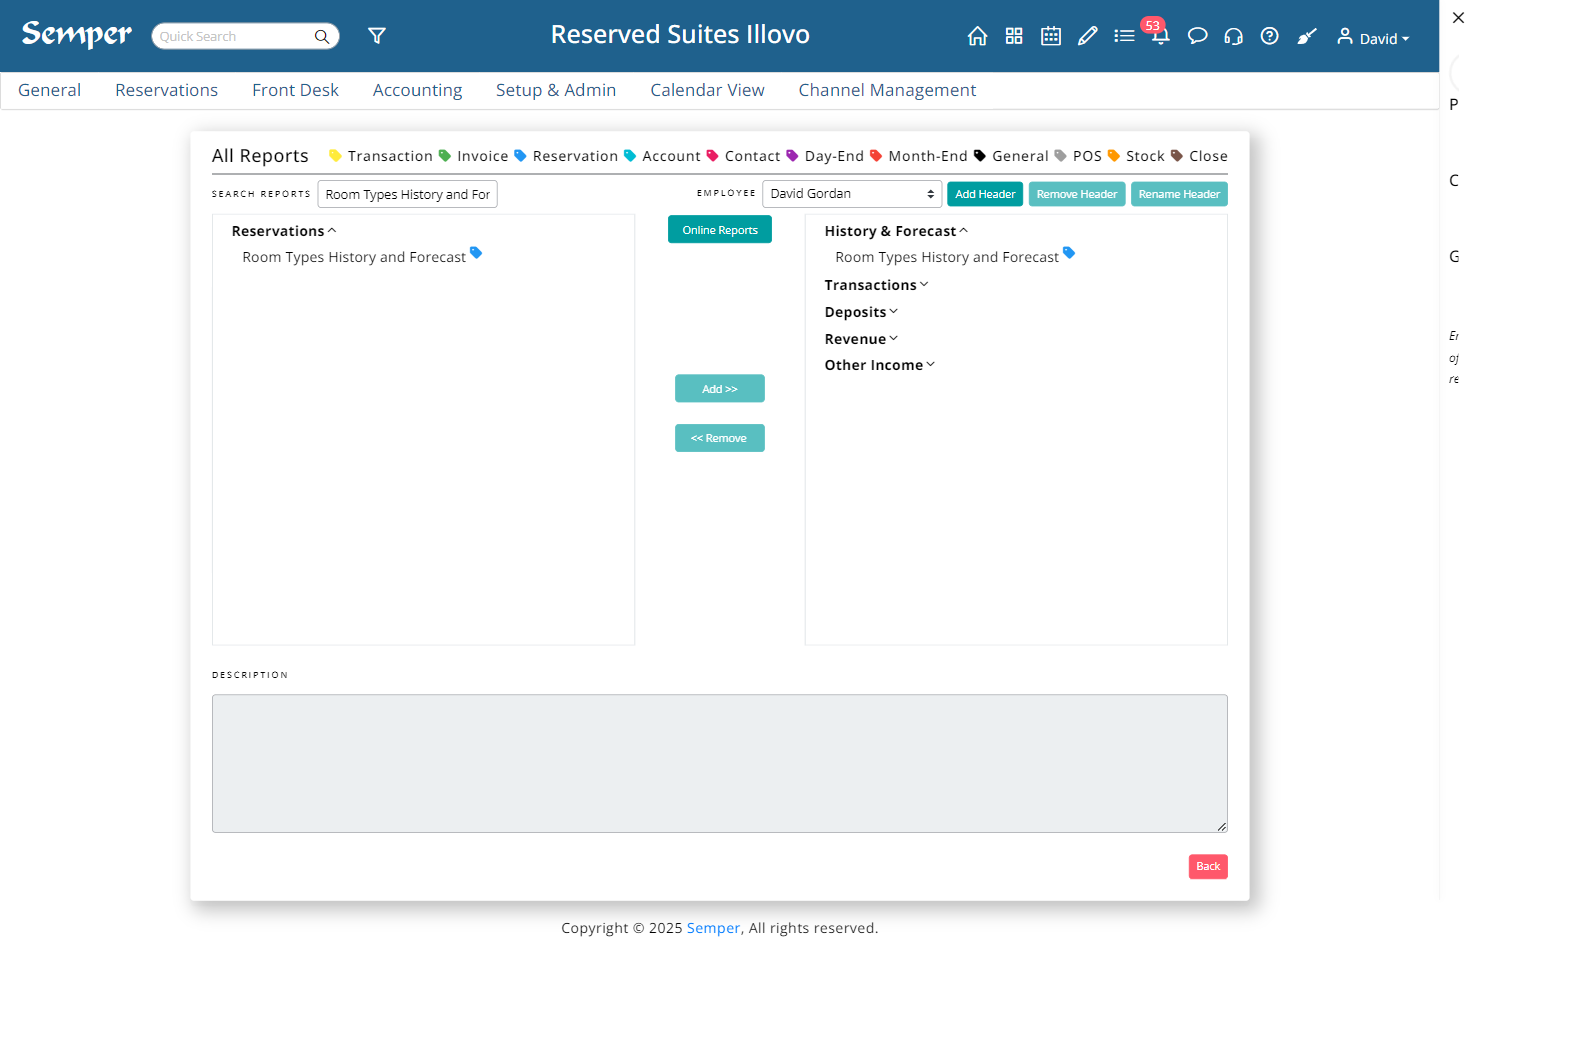 Semper
Quick Search
Reserved Suites Illovo
53
David
General Reservations Front Desk Accounting Setup & Admin Calendar View Channel Management
All Reports Transaction Invoice Reservation Account Contact Day-End Month-End General POS Stock Close
SEARCH REPORTS Room Types History and For EMPLOYEE David Gordan Add Header Remove Header Rename Header
Reservations
Room Types History and Forecast
Online Reports
Add >>
<< Remove
History & Forecast
Room Types History and Forecast
Transactions
Deposits
Revenue
Other Income
DESCRIPTION
Back
Copyright © 2025 Semper, All rights reserved.
P
C
G
Er
of
re